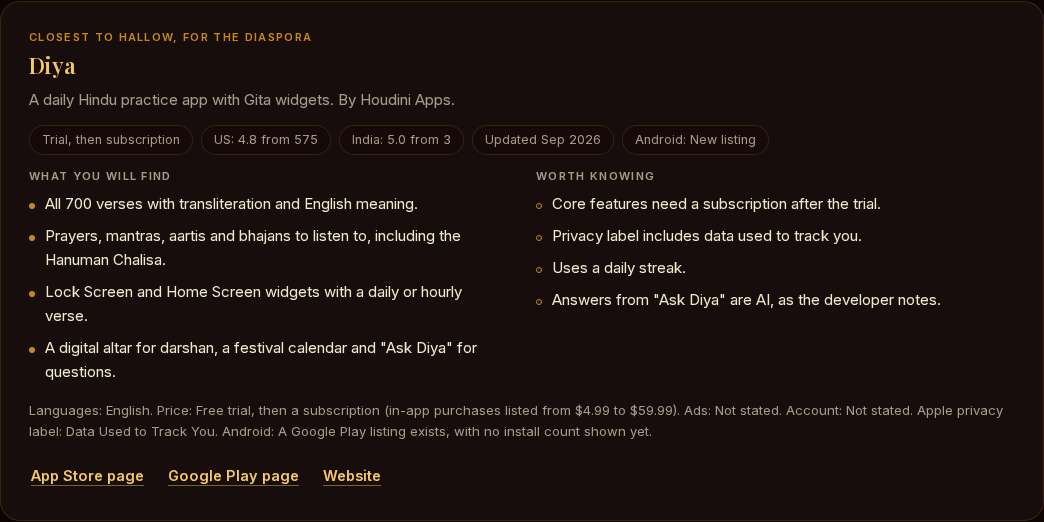 CLOSEST TO HALLOW, FOR THE DIASPORA
Diya
A daily Hindu practice app with Gita widgets. By Houdini Apps.
Trial, then subscription
US: 4.8 from 575
India: 5.0 from 3
Updated Sep 2026
Android: New listing
WHAT YOU WILL FIND
All 700 verses with transliteration and English meaning.
Prayers, mantras, aartis and bhajans to listen to, including the
Hanuman Chalisa.
Lock Screen and Home Screen widgets with a daily or hourly
verse.
A digital altar for darshan, a festival calendar and "Ask Diya" for
questions.
WORTH KNOWING
Core features need a subscription after the trial.
Privacy label includes data used to track you.
Uses a daily streak.
Answers from "Ask Diya" are AI, as the developer notes.
Languages: English. Price: Free trial, then a subscription (in-app purchases listed from $4.99 to $59.99). Ads: Not stated. Account: Not stated. Apple privacy
label: Data Used to Track You. Android: A Google Play listing exists, with no install count shown yet.
App Store page
Google Play page
Website